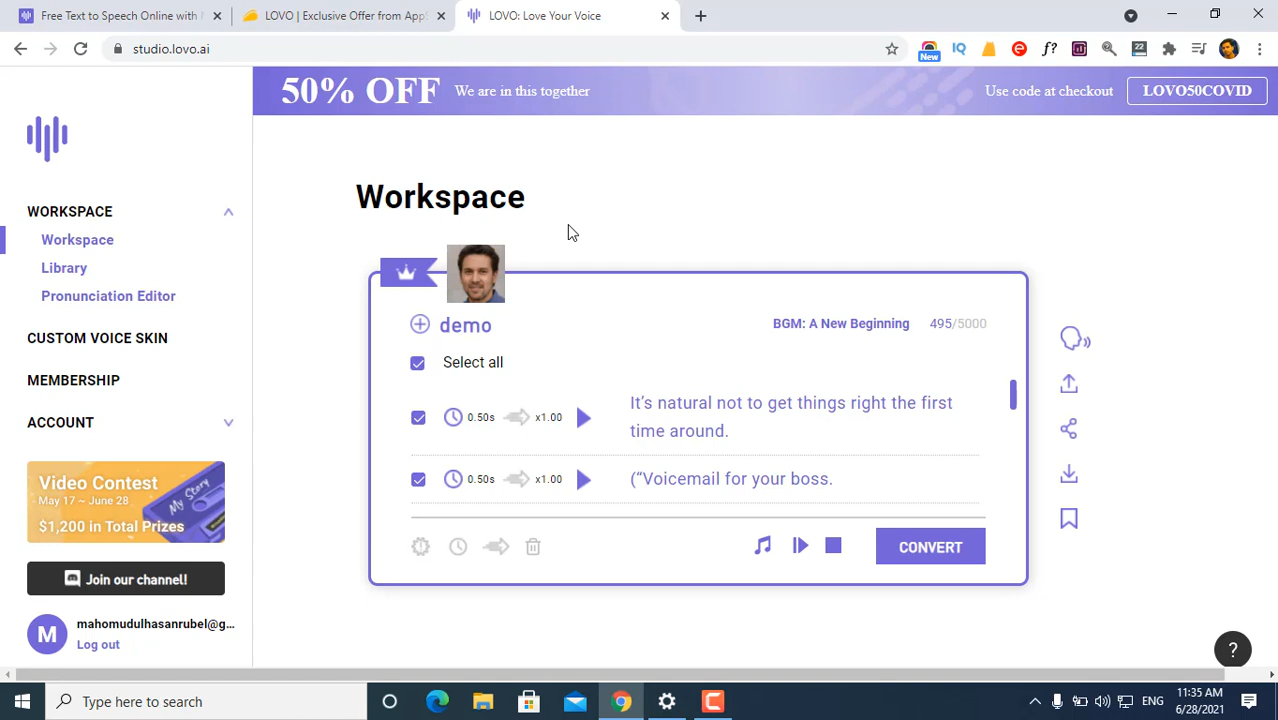 Free Text to Speech Online with
LOVO | Exclusive Offer from AppS
LOVO: Love Your Voice
studio.lovo.ai
New
22
50% OFF
We are in this together
Use code at checkout
LOVO50COVID
WORKSPACE
Workspace
Library
Pronunciation Editor
CUSTOM VOICE SKIN
MEMBERSHIP
ACCOUNT
Video Contest
May 17 ~ June 28
$1,200 in Total Prizes
My Story
Join our channel!
M
mahomudulhasanrubel@g...
Log out
Workspace
demo
BGM: A New Beginning
495/5000
Select all
0.50s
x1.00
It's natural not to get things right the first
time around.
0.50s
x1.00
(“Voicemail for your boss.
CONVERT
?
Type here to search
ENG
11:35 AM
6/28/2021